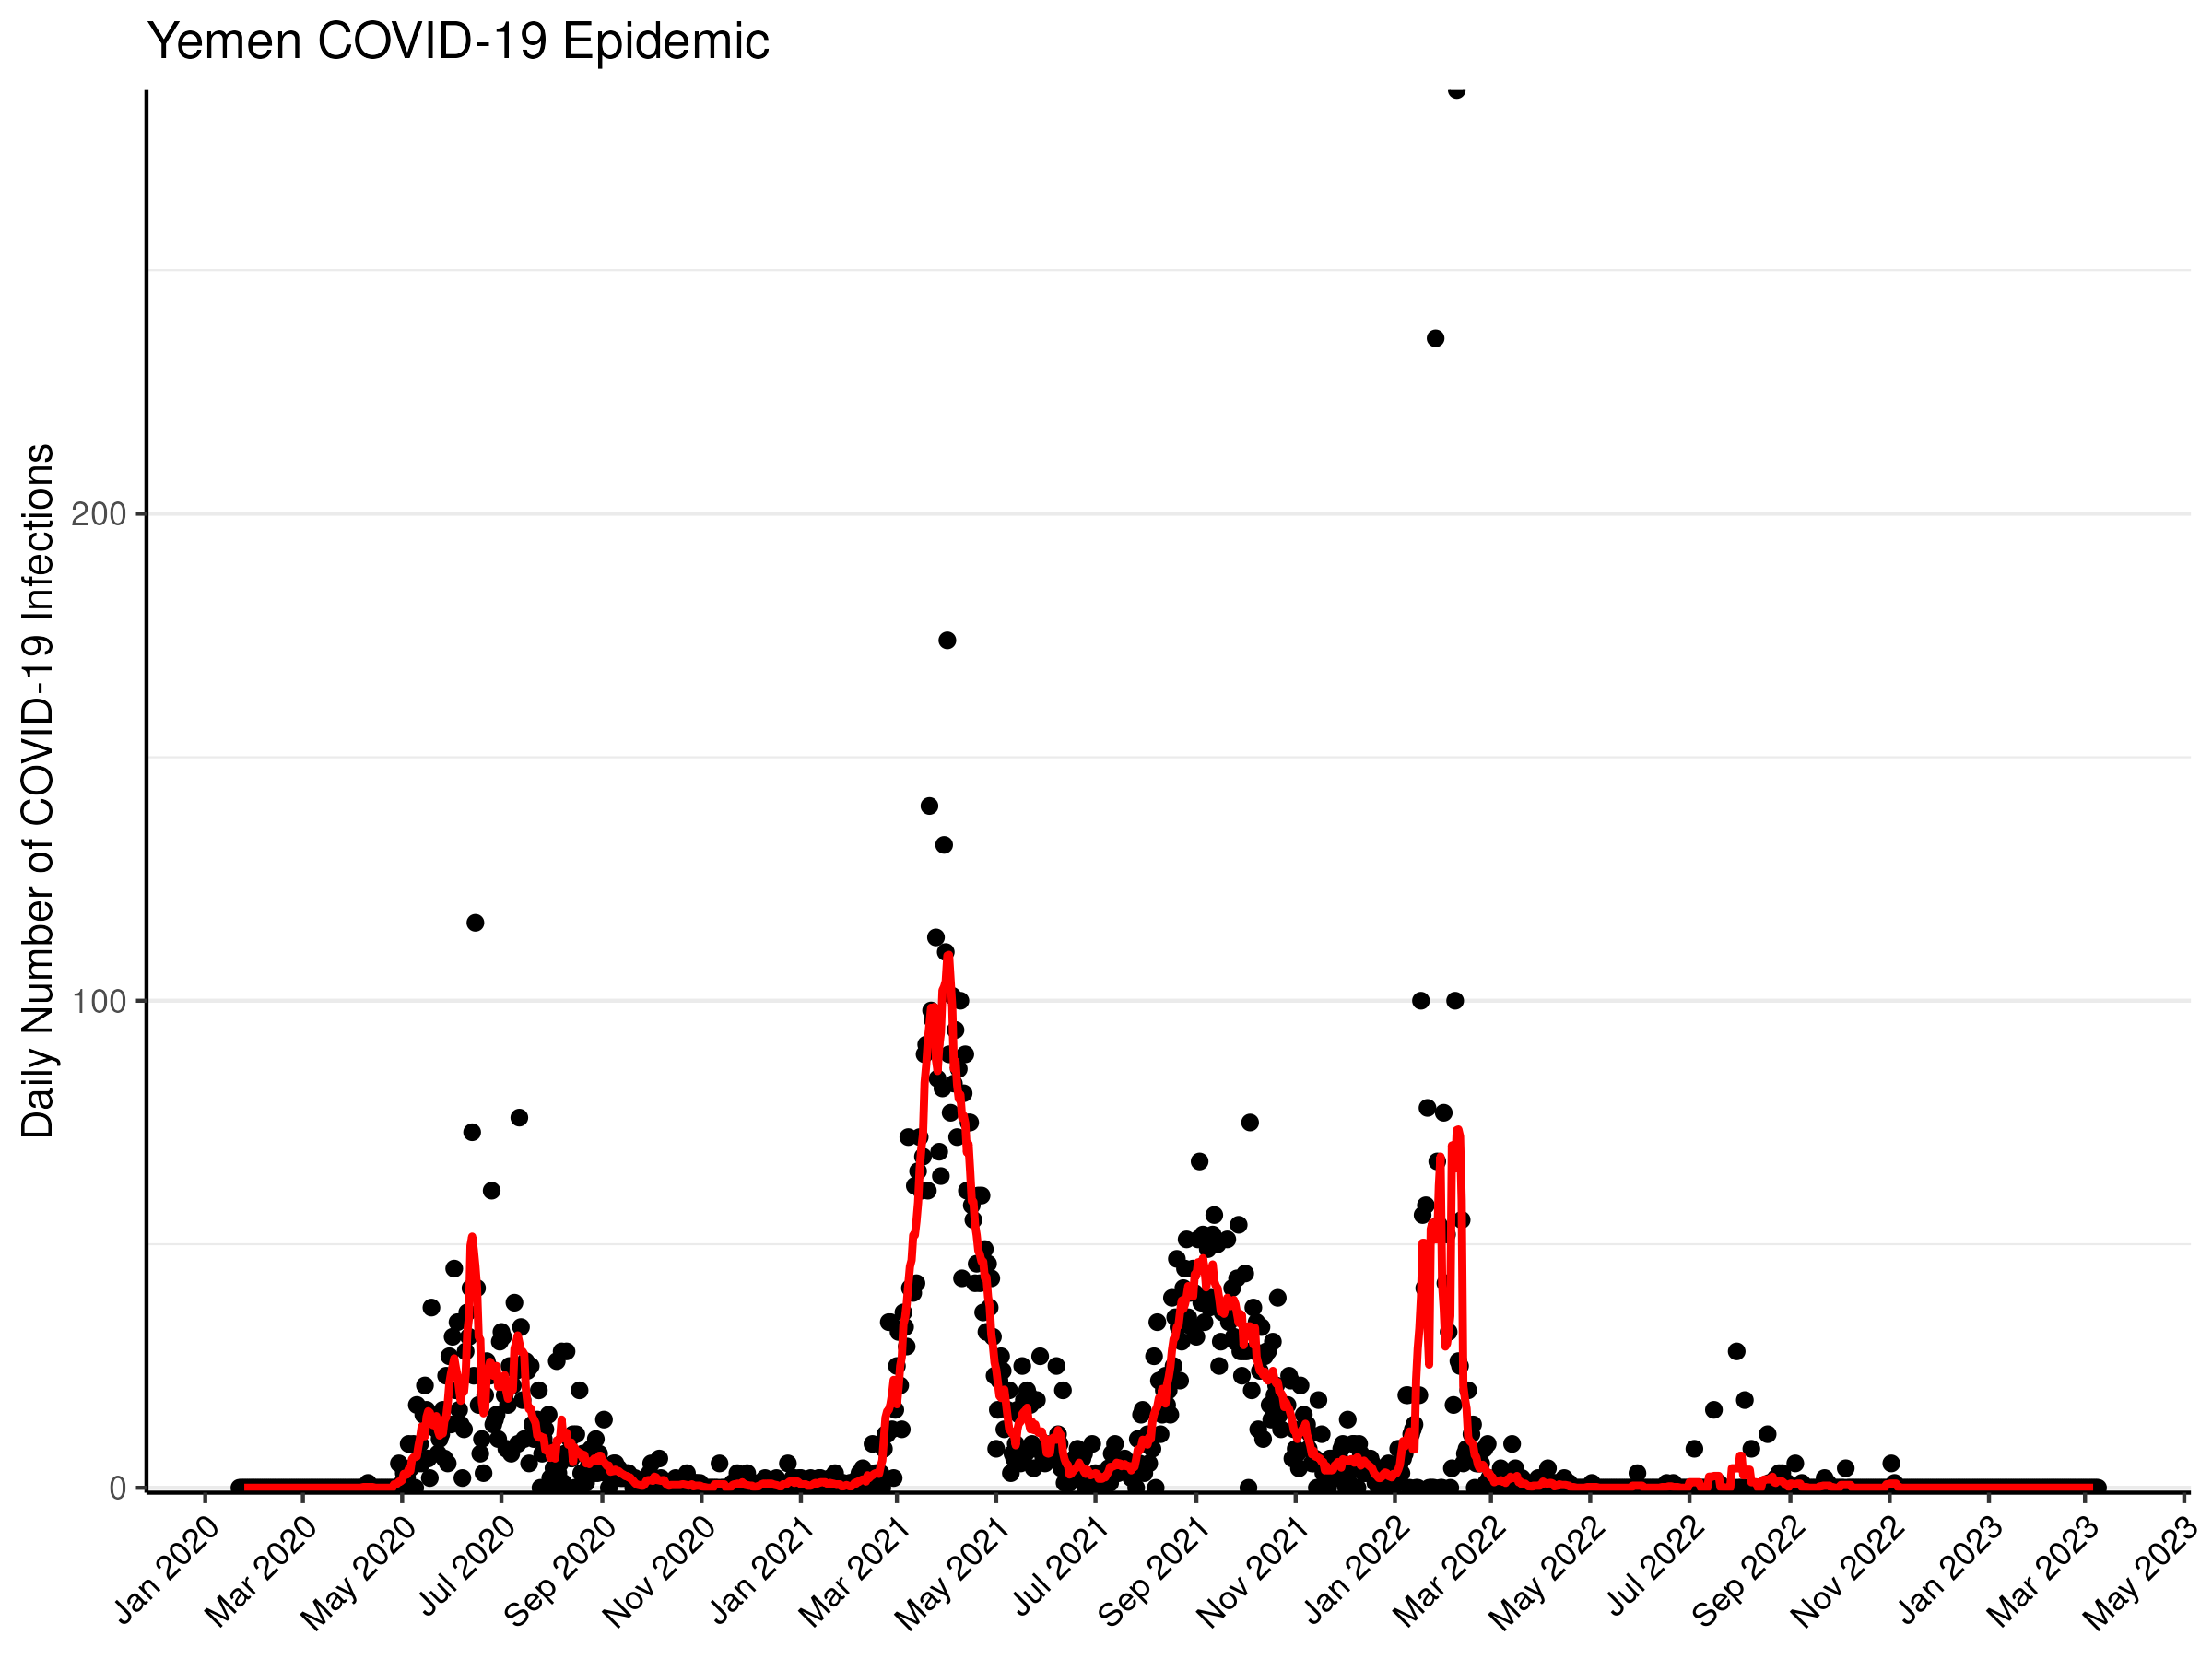 Yemen COVID-19 Epidemic
Daily Number of COVID-19 Infections
200
100
0
Jan 2020
Mar 2020
May 2020
Jul 2020
Sep 2020
Nov 2020
Jan 2021
Mar 2021
May 2021
Jul 2021
Sep 2021
Nov 2021
Jan 2022
Mar 2022
May 2022
Jul 2022
Sep 2022
Nov 2022
Jan 2023
Mar 2023
May 2023